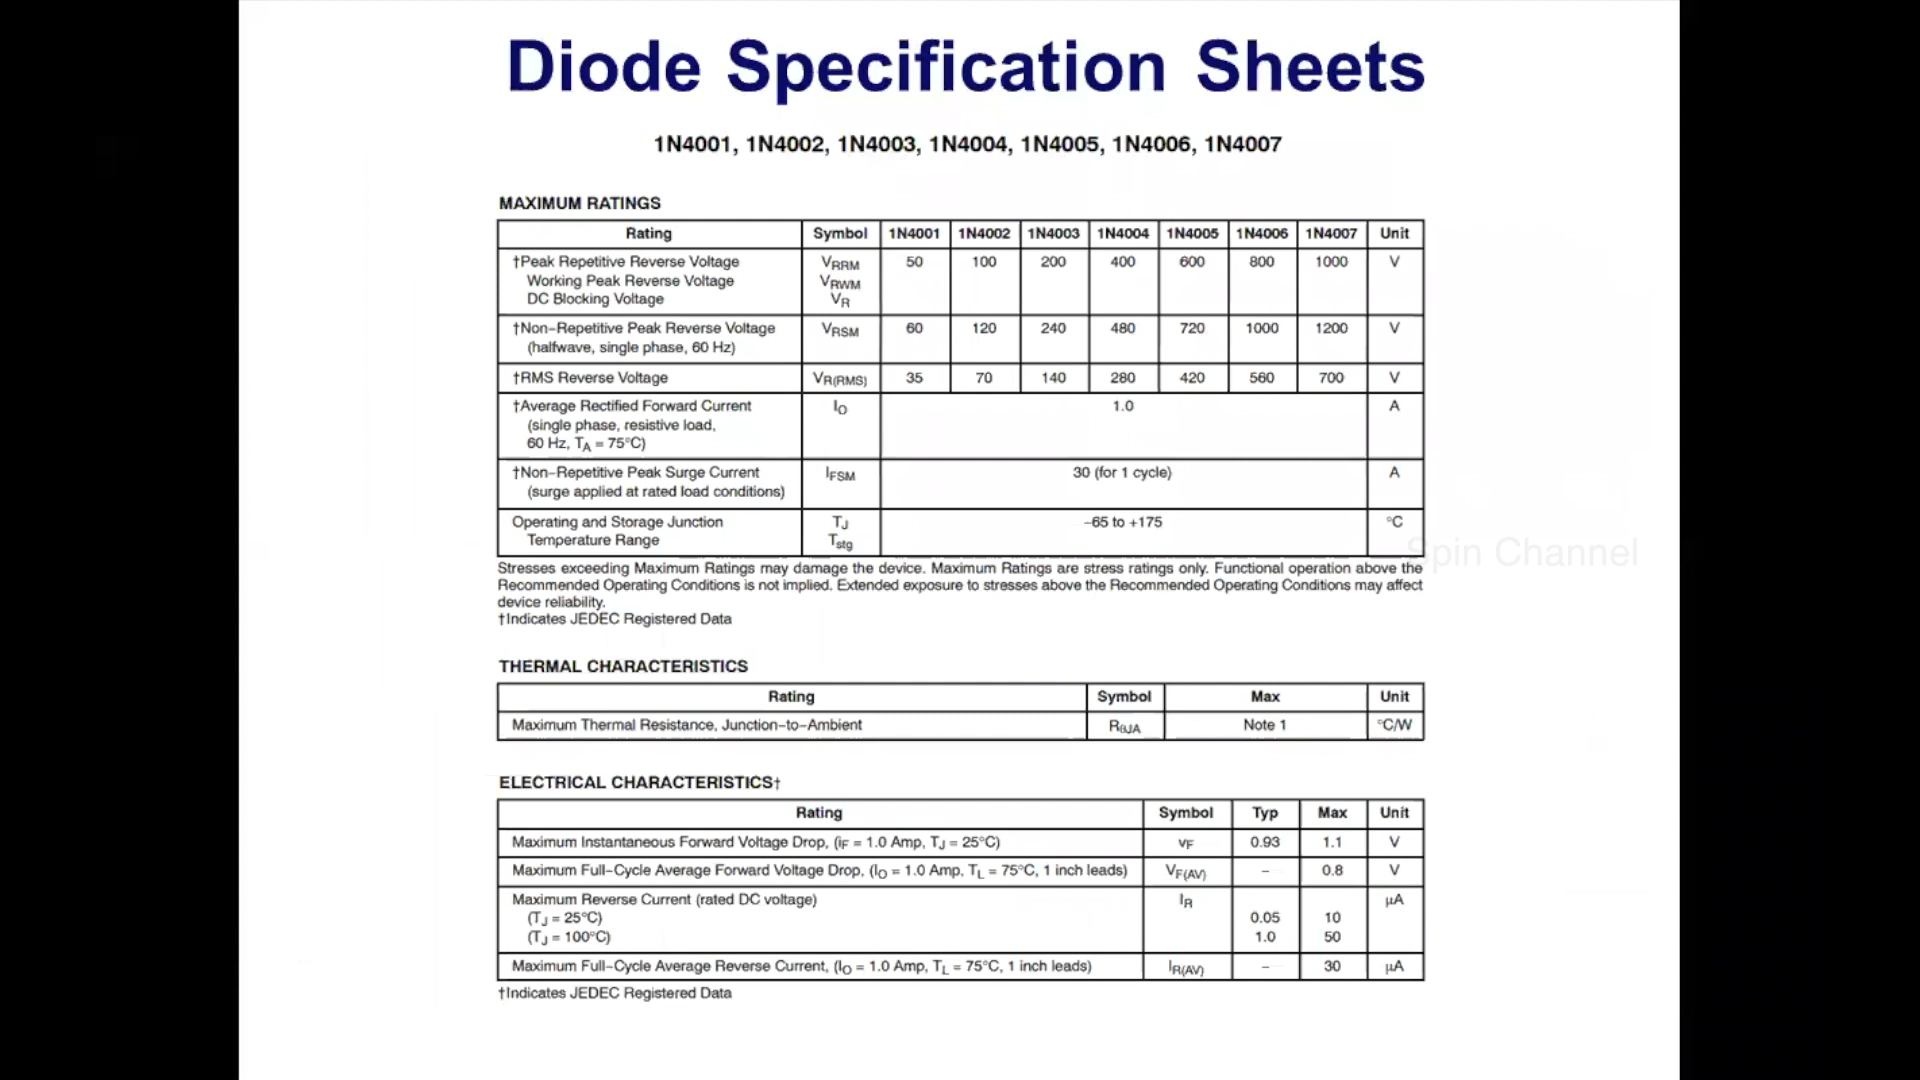 Diode Specification Sheets
1N4001, 1N4002, 1N4003, 1N4004, 1N4005, 1N4006, 1N4007
MAXIMUM RATINGS
Rating Symbol 1N4001 1N4002 1N4003 1N4004 1N4005 1N4006 1N4007 Unit
†Peak Repetitive Reverse Voltage VRRM 50 100 200 400 600 800 1000 V
Working Peak Reverse Voltage VRWM
DC Blocking Voltage VR
†Non−Repetitive Peak Reverse Voltage VRSM 60 120 240 480 720 1000 1200 V
(halfwave, single phase, 60 Hz)
†RMS Reverse Voltage VR(RMS) 35 70 140 280 420 560 700 V
†Average Rectified Forward Current IO 1.0 A
(single phase, resistive load,
60 Hz, TA = 75°C)
†Non−Repetitive Peak Surge Current IFSM 30 (for 1 cycle) A
(surge applied at rated load conditions)
Operating and Storage Junction TJ −65 to +175 °C
Temperature Range Tstg
Spin Channel
Stresses exceeding Maximum Ratings may damage the device. Maximum Ratings are stress ratings only. Functional operation above the
Recommended Operating Conditions is not implied. Extended exposure to stresses above the Recommended Operating Conditions may affect
device reliability.
†Indicates JEDEC Registered Data
THERMAL CHARACTERISTICS
Rating Symbol Max Unit
Maximum Thermal Resistance, Junction−to−Ambient RθJA Note 1 °C/W
ELECTRICAL CHARACTERISTICS†
Rating Symbol Typ Max Unit
Maximum Instantaneous Forward Voltage Drop, (iF = 1.0 Amp, TJ = 25°C) vF 0.93 1.1 V
Maximum Full−Cycle Average Forward Voltage Drop, (IO = 1.0 Amp, TL = 75°C, 1 inch leads) VF(AV) − 0.8 V
Maximum Reverse Current (rated DC voltage) IR μA
(TJ = 25°C) 0.05 10
(TJ = 100°C) 1.0 50
Maximum Full−Cycle Average Reverse Current, (IO = 1.0 Amp, TL = 75°C, 1 inch leads) IR(AV) − 30 μA
†Indicates JEDEC Registered Data